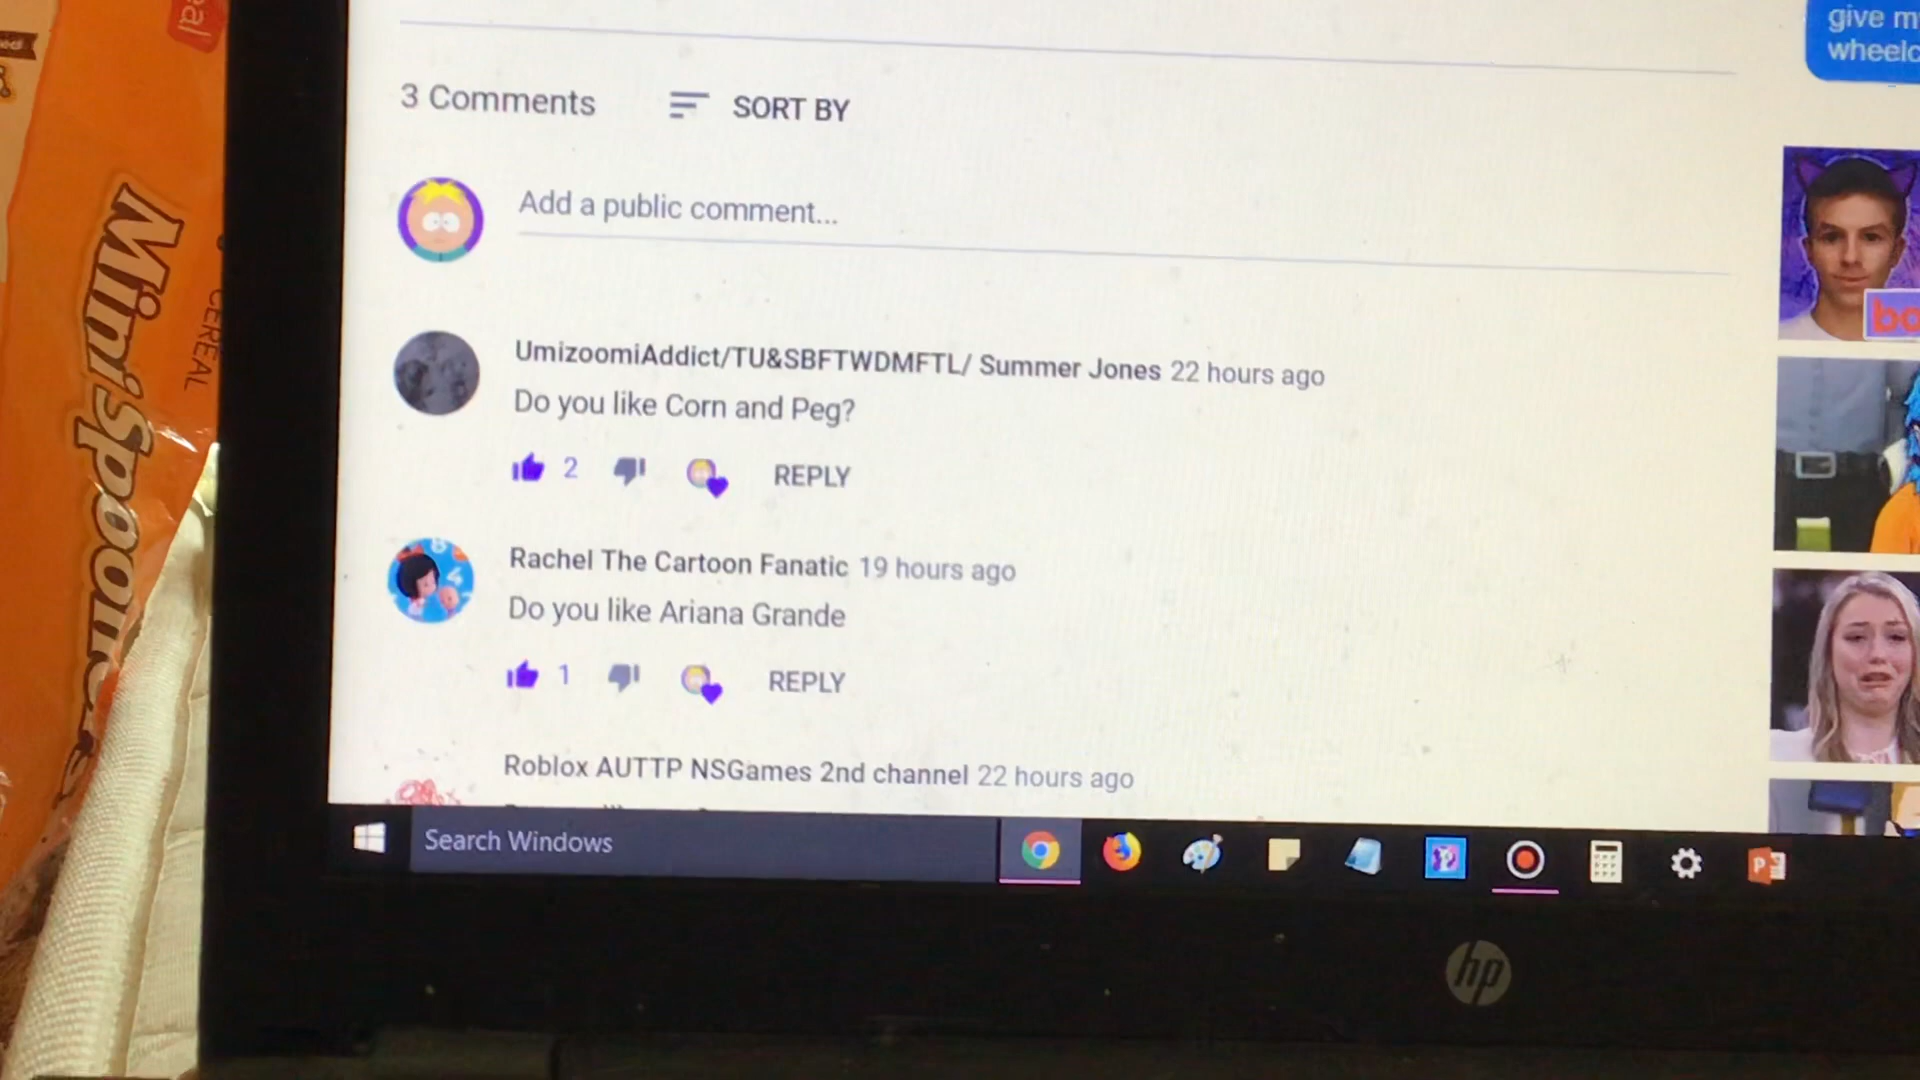 give m
wheelc
3 Comments
SORT BY
Add a public comment...
UmizoomiAddict/TU&SBFTWDMFTL/ Summer Jones 22 hours ago
Do you like Corn and Peg?
2
REPLY
Rachel The Cartoon Fanatic 19 hours ago
Do you like Ariana Grande
1
REPLY
Roblox AUTTP NSGames 2nd channel 22 hours ago
Search Windows
hp
Mini Spooners
CEREAL